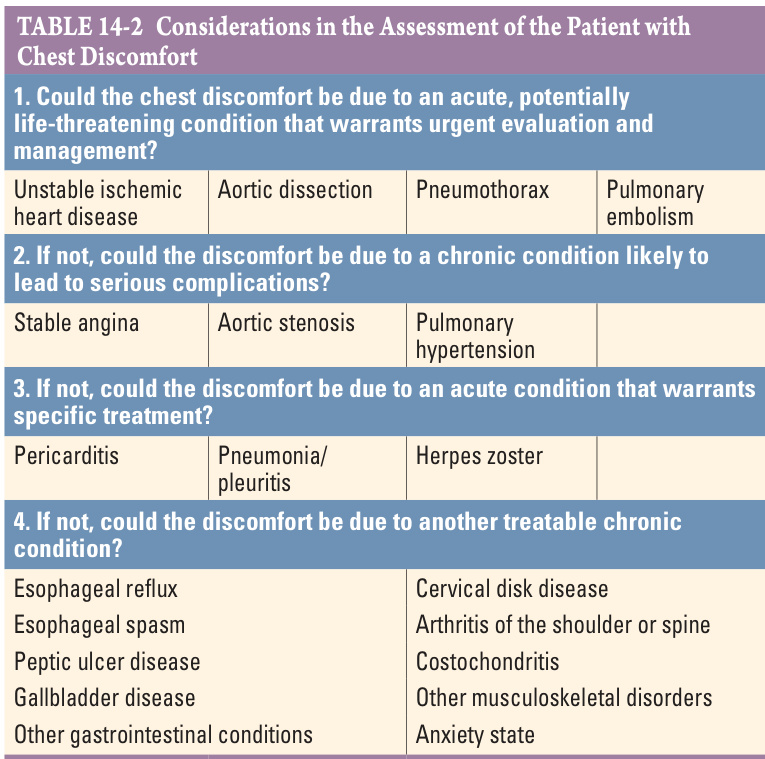 TABLE 14-2 Considerations in the Assessment of the Patient with
Chest Discomfort
1. Could the chest discomfort be due to an acute, potentially
life-threatening condition that warrants urgent evaluation and
management?
Unstable ischemic
heart disease
Aortic dissection
Pneumothorax
Pulmonary
embolism
2. If not, could the discomfort be due to a chronic condition likely to
lead to serious complications?
Stable angina
Aortic stenosis
Pulmonary
hypertension
3. If not, could the discomfort be due to an acute condition that warrants
specific treatment?
Pericarditis
Pneumonia/
pleuritis
Herpes zoster
4. If not, could the discomfort be due to another treatable chronic
condition?
Esophageal reflux
Esophageal spasm
Peptic ulcer disease
Gallbladder disease
Other gastrointestinal conditions
Cervical disk disease
Arthritis of the shoulder or spine
Costochondritis
Other musculoskeletal disorders
Anxiety state